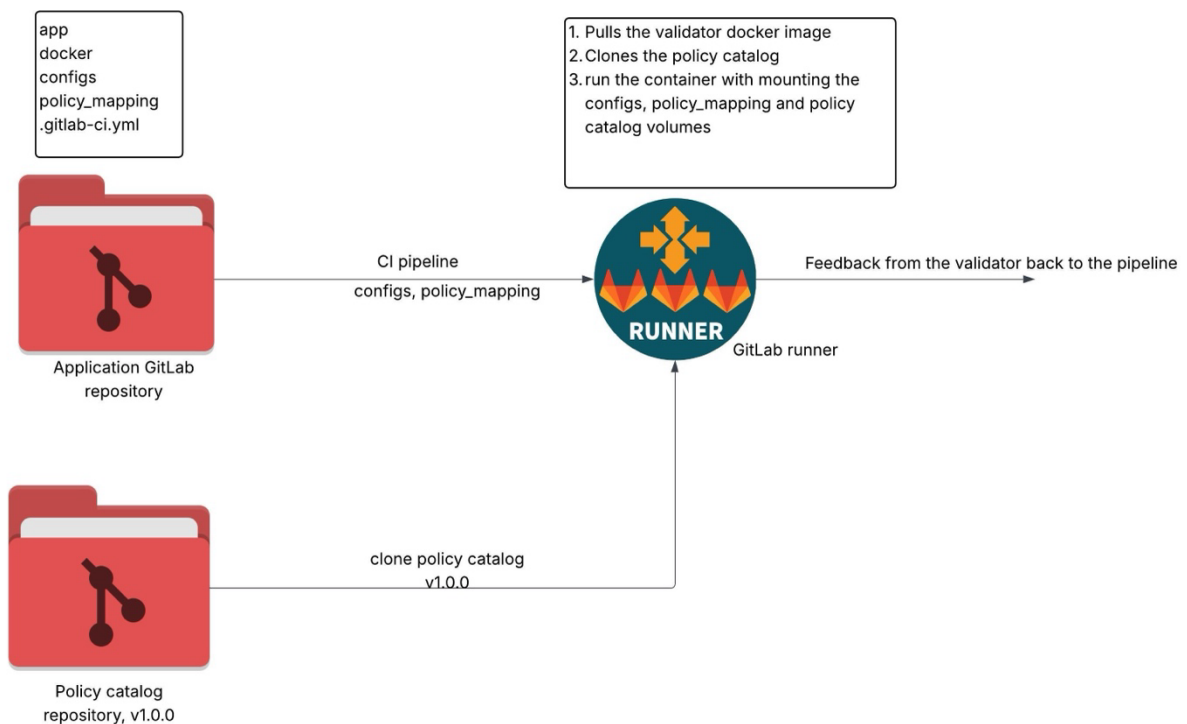 app
docker
configs
policy_mapping
.gitlab-ci.yml
1. Pulls the validator docker image
2. Clones the policy catalog
3. run the container with mounting the
configs, policy_mapping and policy
catalog volumes
CI pipeline
configs, policy_mapping
Feedback from the validator back to the pipeline
RUNNER
GitLab runner
Application GitLab
repository
clone policy catalog
v1.0.0
Policy catalog
repository, v1.0.0